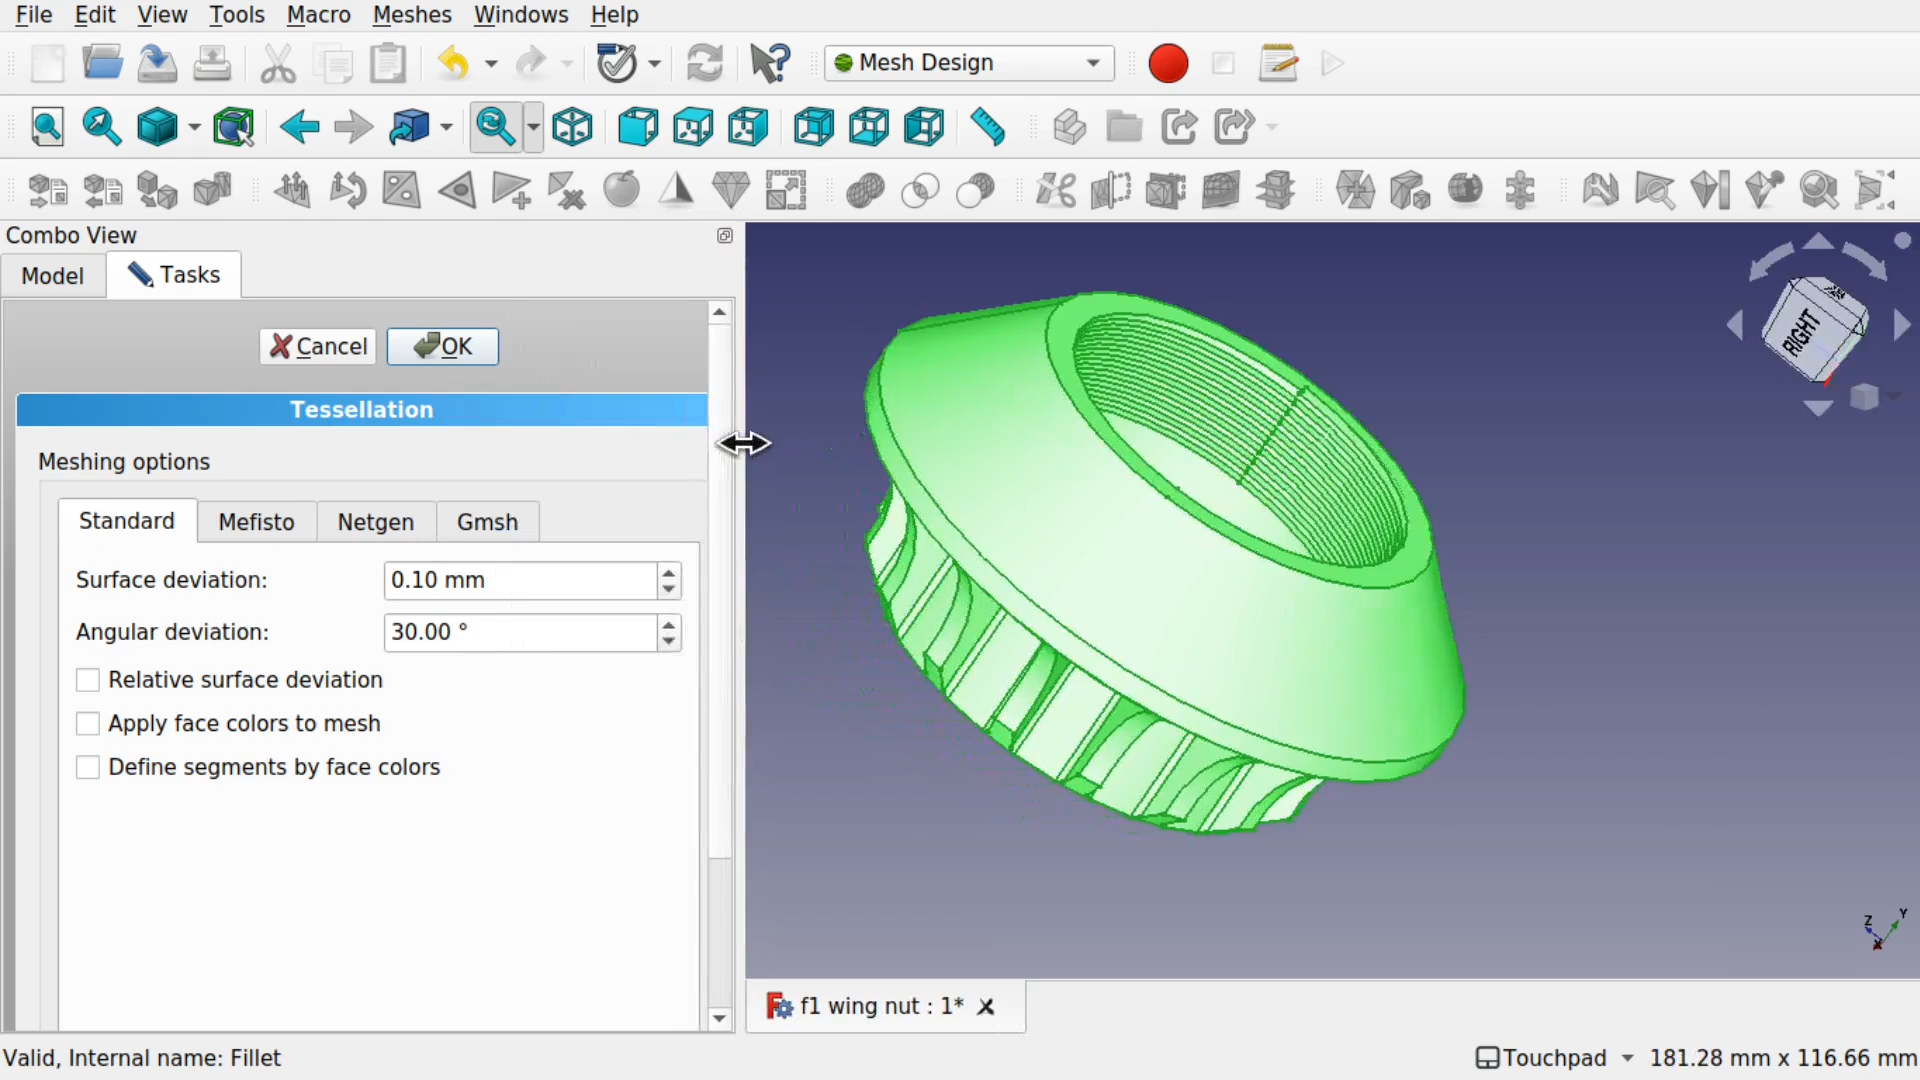 File Edit View Tools Macro Meshes Windows Help
Mesh Design
Combo View
Model Tasks
Cancel OK
Tessellation
Meshing options
Standard Mefisto Netgen Gmsh
Surface deviation: 0.10 mm
Angular deviation: 30.00 °
Relative surface deviation
Apply face colors to mesh
Define segments by face colors
RIGHT
Z Y
X
f1 wing nut : 1*
Valid, Internal name: Fillet
Touchpad 181.28 mm x 116.66 mm